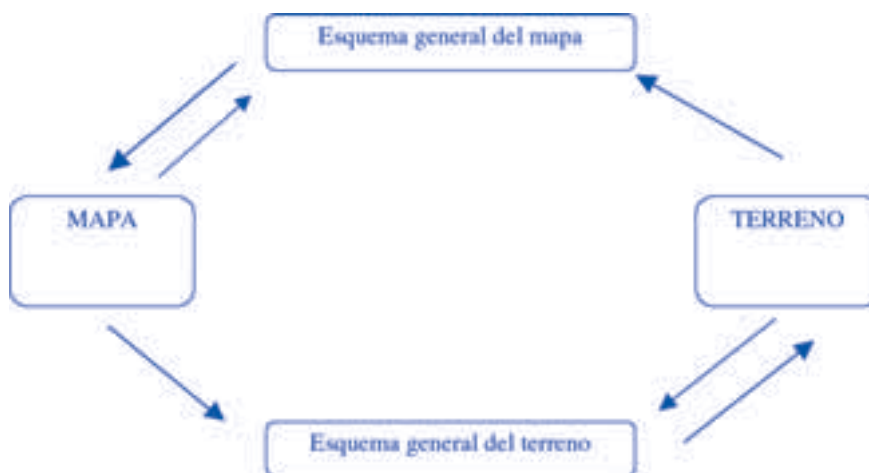 Esquema general del mapa
MAPA
TERRENO
Esquema general del terreno